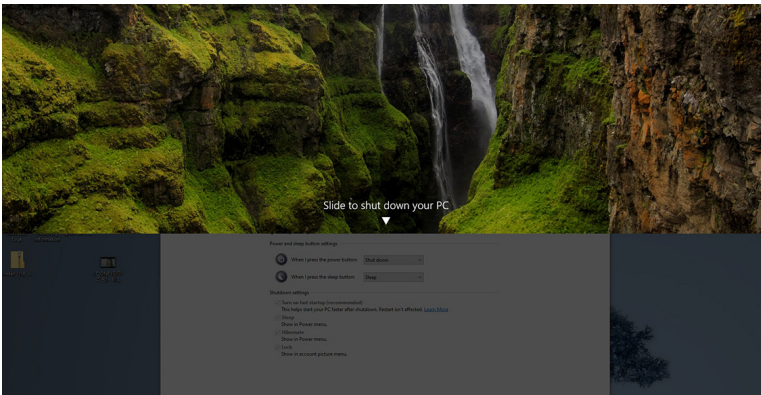 Slide to shut down your PC
Power and sleep button settings
When I press the power button: Shut down
When I press the sleep button: Sleep
Shutdown settings
Turn on fast startup (recommended)
This helps start your PC faster after shutdown. Restart isn't affected. Learn More
Sleep
Show in Power menu.
Hibernate
Show in Power menu.
Lock
Show in account picture menu.